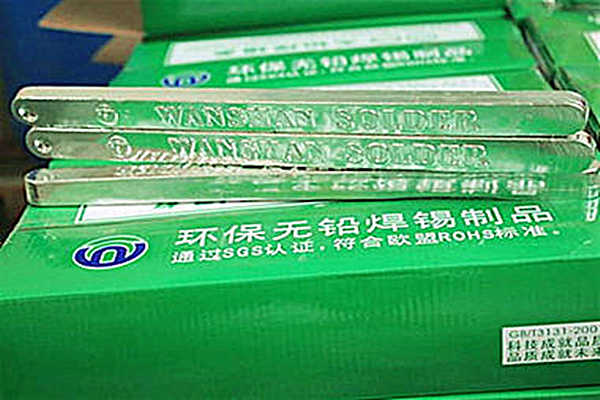 环保无铅焊锡制品
WANSHAN SOLDER
WANSHAN SOLDER
环保无铅焊锡制品
通过SGS认证,符合欧盟ROHS标准。
GB/T3131-200
科技成就品质
品质成就未来